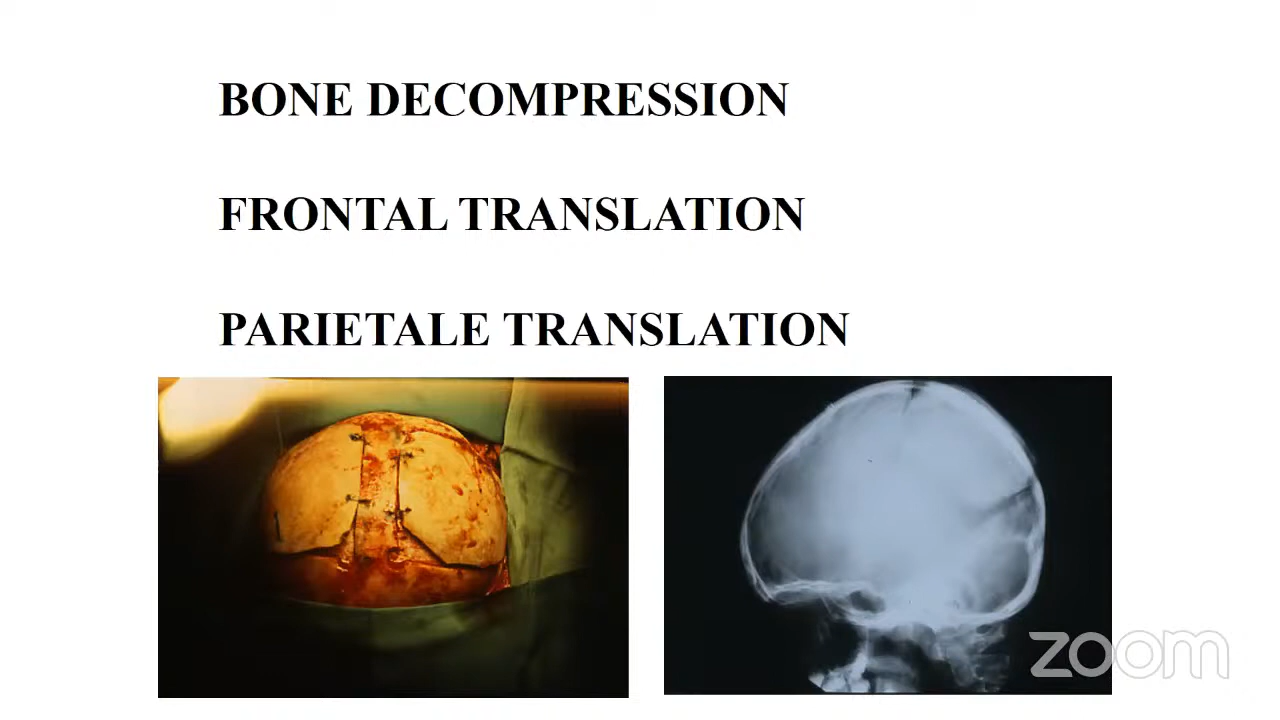 BONE DECOMPRESSION
FRONTAL TRANSLATION
PARIETALE TRANSLATION
zoom